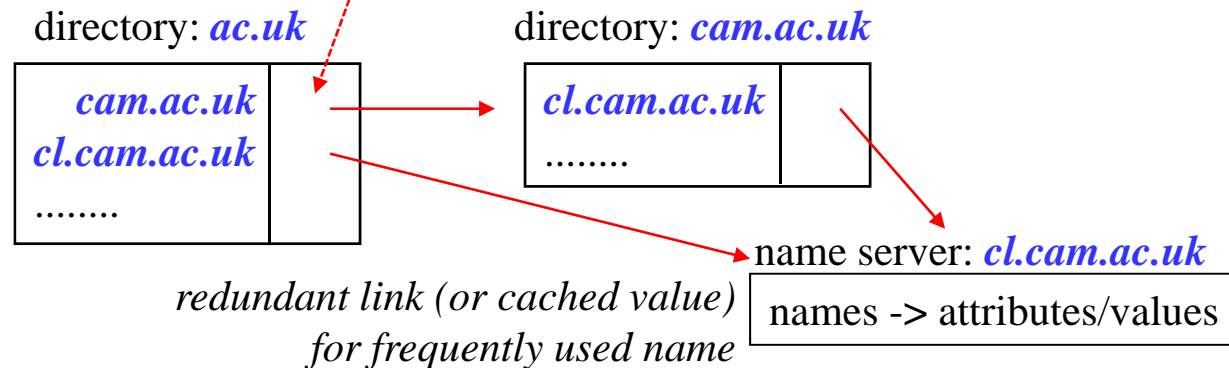 directory: ac.uk
directory: cam.ac.uk
cam.ac.uk
cl.cam.ac.uk
........
cl.cam.ac.uk
........
name server: cl.cam.ac.uk
names -> attributes/values
redundant link (or cached value)
for frequently used name